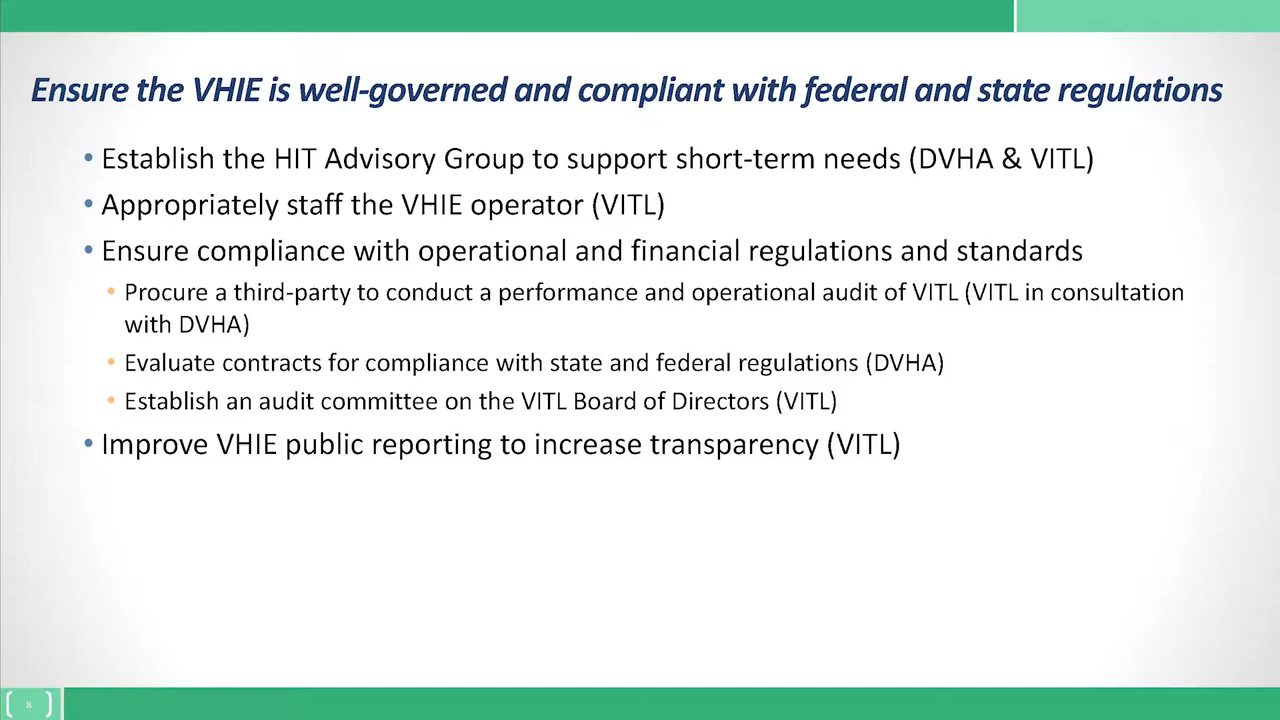 Ensure the VHIE is well-governed and compliant with federal and state regulations
• Establish the HIT Advisory Group to support short-term needs (DVHA & VITL)
• Appropriately staff the VHIE operator (VITL)
• Ensure compliance with operational and financial regulations and standards
• Procure a third-party to conduct a performance and operational audit of VITL (VITL in consultation
with DVHA)
• Evaluate contracts for compliance with state and federal regulations (DVHA)
• Establish an audit committee on the VITL Board of Directors (VITL)
• Improve VHIE public reporting to increase transparency (VITL)
8